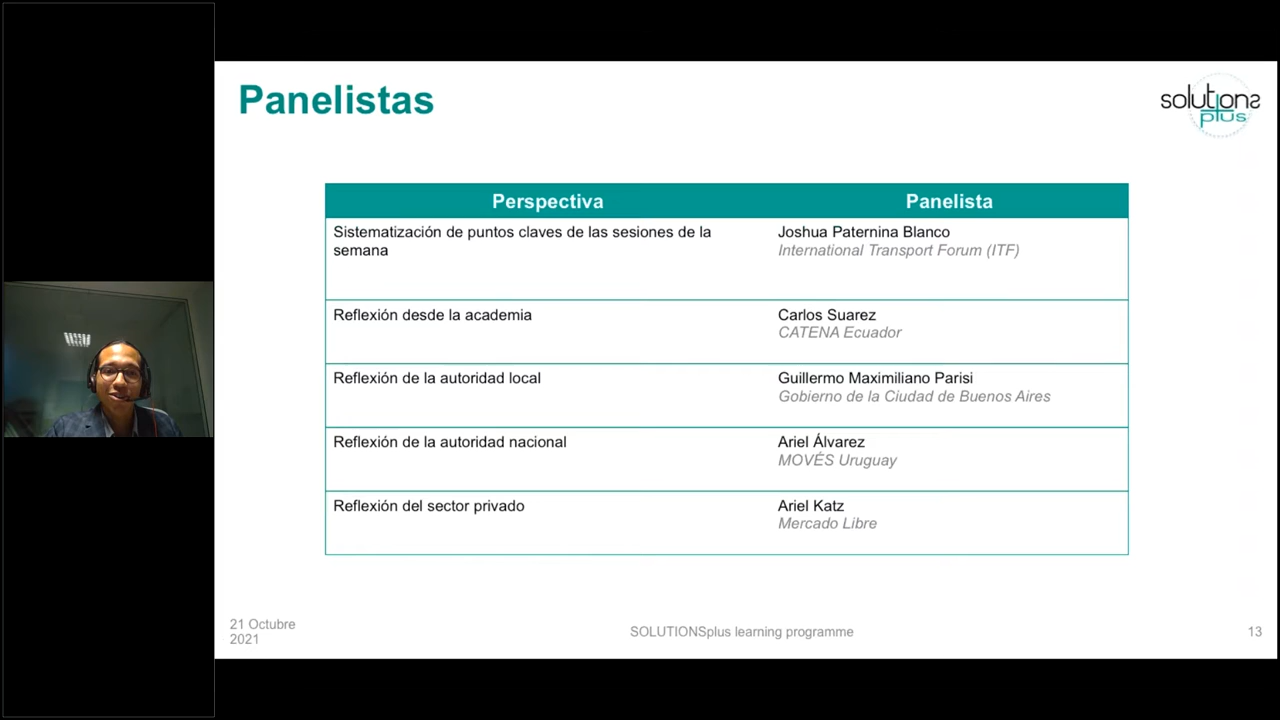 Panelistas
solutions
plus
Perspectiva
Panelista
Sistematización de puntos claves de las sesiones de la
semana
Joshua Paternina Blanco
International Transport Forum (ITF)
Reflexión desde la academia
Carlos Suarez
CATENA Ecuador
Reflexión de la autoridad local
Guillermo Maximiliano Parisi
Gobierno de la Ciudad de Buenos Aires
Reflexión de la autoridad nacional
Ariel Álvarez
MOVÉS Uruguay
Reflexión del sector privado
Ariel Katz
Mercado Libre
21 Octubre
2021
SOLUTIONSplus learning programme
13